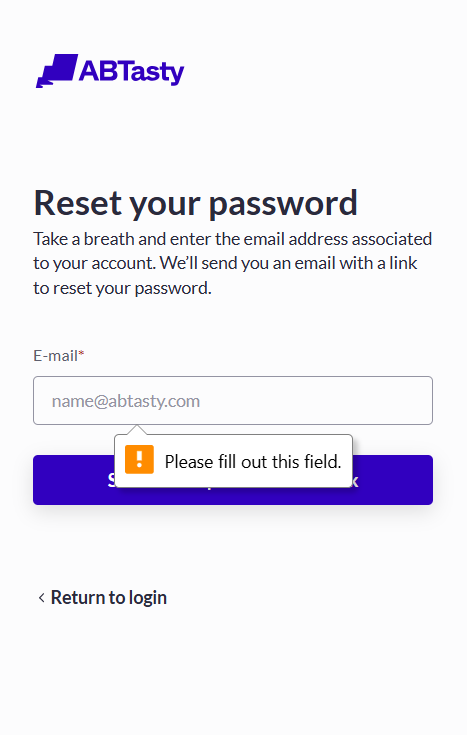 ABTasty
Reset your password
Take a breath and enter the email address associated
to your account. We’ll send you an email with a link
to reset your password.
E-mail*
name@abtasty.com
Please fill out this field.
Return to login